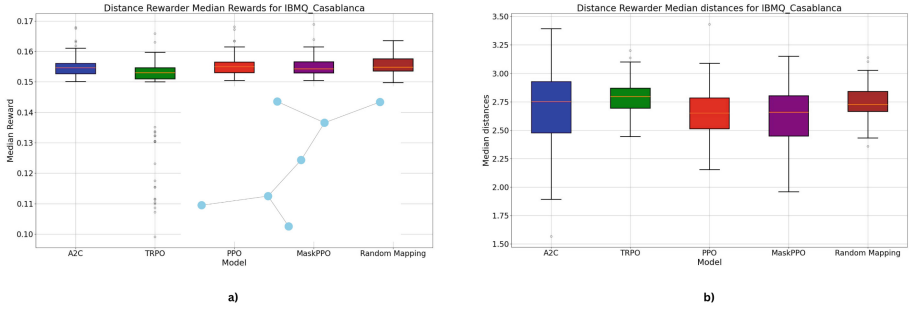 Distance Rewarder Median Rewards for IBMQ_Casablanca
Median Reward
0.17
0.16
0.15
0.14
0.13
0.12
0.11
0.10
A2C TRPO PPO MaskPPO Random Mapping
Model
a)
Distance Rewarder Median distances for IBMQ_Casablanca
Median distances
3.50
3.25
3.00
2.75
2.50
2.25
2.00
1.75
1.50
A2C TRPO PPO MaskPPO Random Mapping
Model
b)